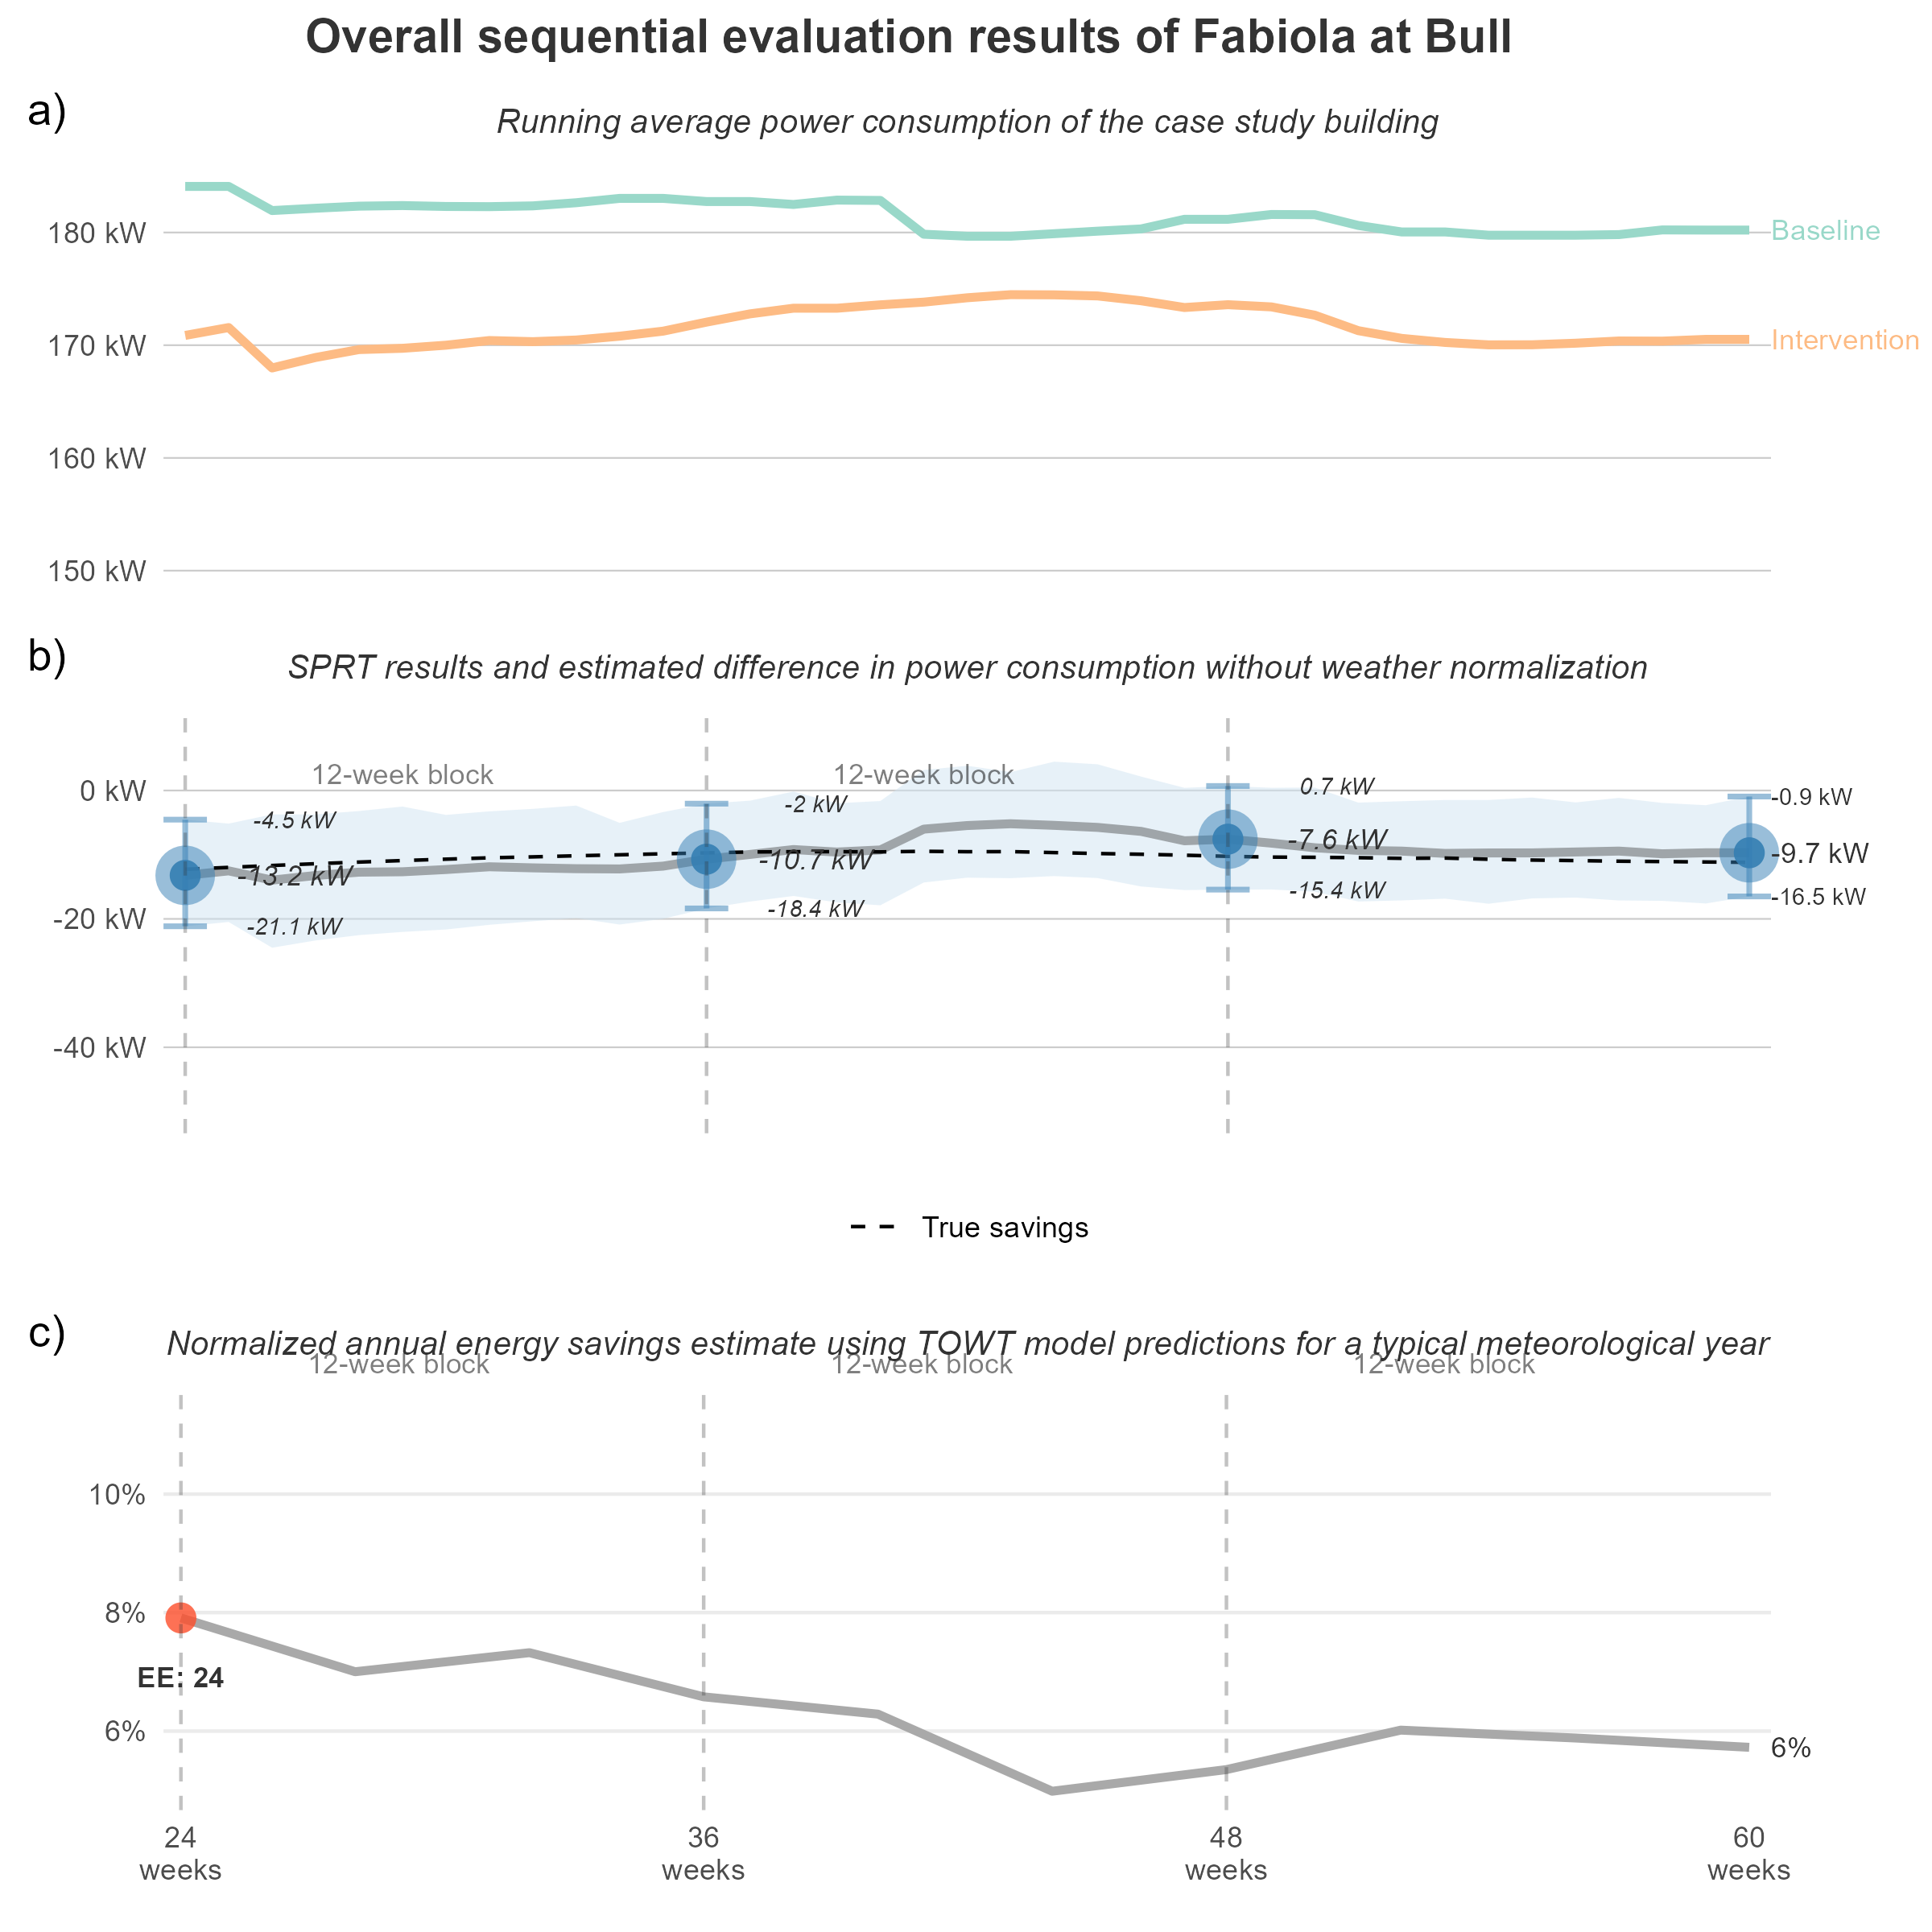 Overall sequential evaluation results of Fabiola at Bull
a)
Running average power consumption of the case study building
180 kW
170 kW
160 kW
150 kW
Baseline
Intervention
b)
SPRT results and estimated difference in power consumption without weather normalization
12-week block
12-week block
0 kW
-20 kW
-40 kW
-4.5 kW
-13.2 kW
-21.1 kW
-2 kW
-10.7 kW
-18.4 kW
0.7 kW
-7.6 kW
-15.4 kW
-0.9 kW
-9.7 kW
-16.5 kW
True savings
c)
Normalized annual energy savings estimate using TOWT model predictions for a typical meteorological year
12-week block
12-week block
12-week block
10%
8%
6%
EE: 24
6%
24
weeks
36
weeks
48
weeks
60
weeks